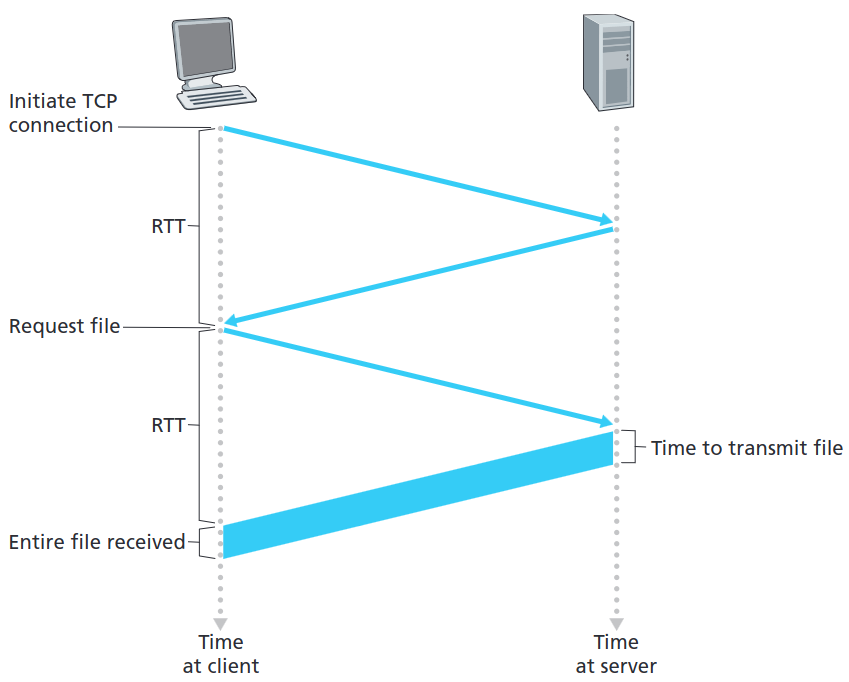 Initiate TCP
connection
RTT
Request file
RTT
Time to transmit file
Entire file received
Time
at client
Time
at server